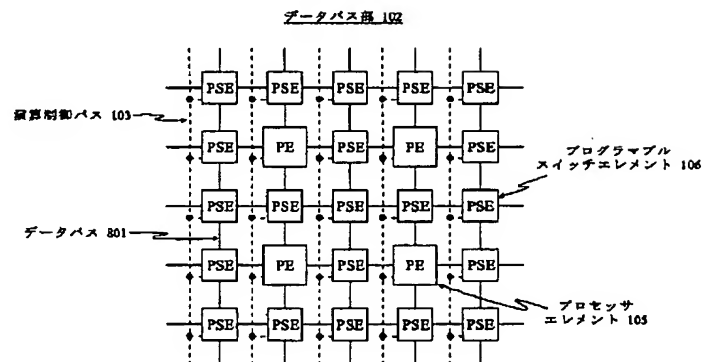 データパス部 102
PSE PSE PSE PSE PSE
演算制御バス 103
PSE PE PSE PE PSE
プログラマブル
スイッチエレメント 106
PSE PSE PSE PSE PSE
データバス 801
PSE PE PSE PE PSE
プロセッサ
エレメント 105
PSE PSE PSE PSE PSE